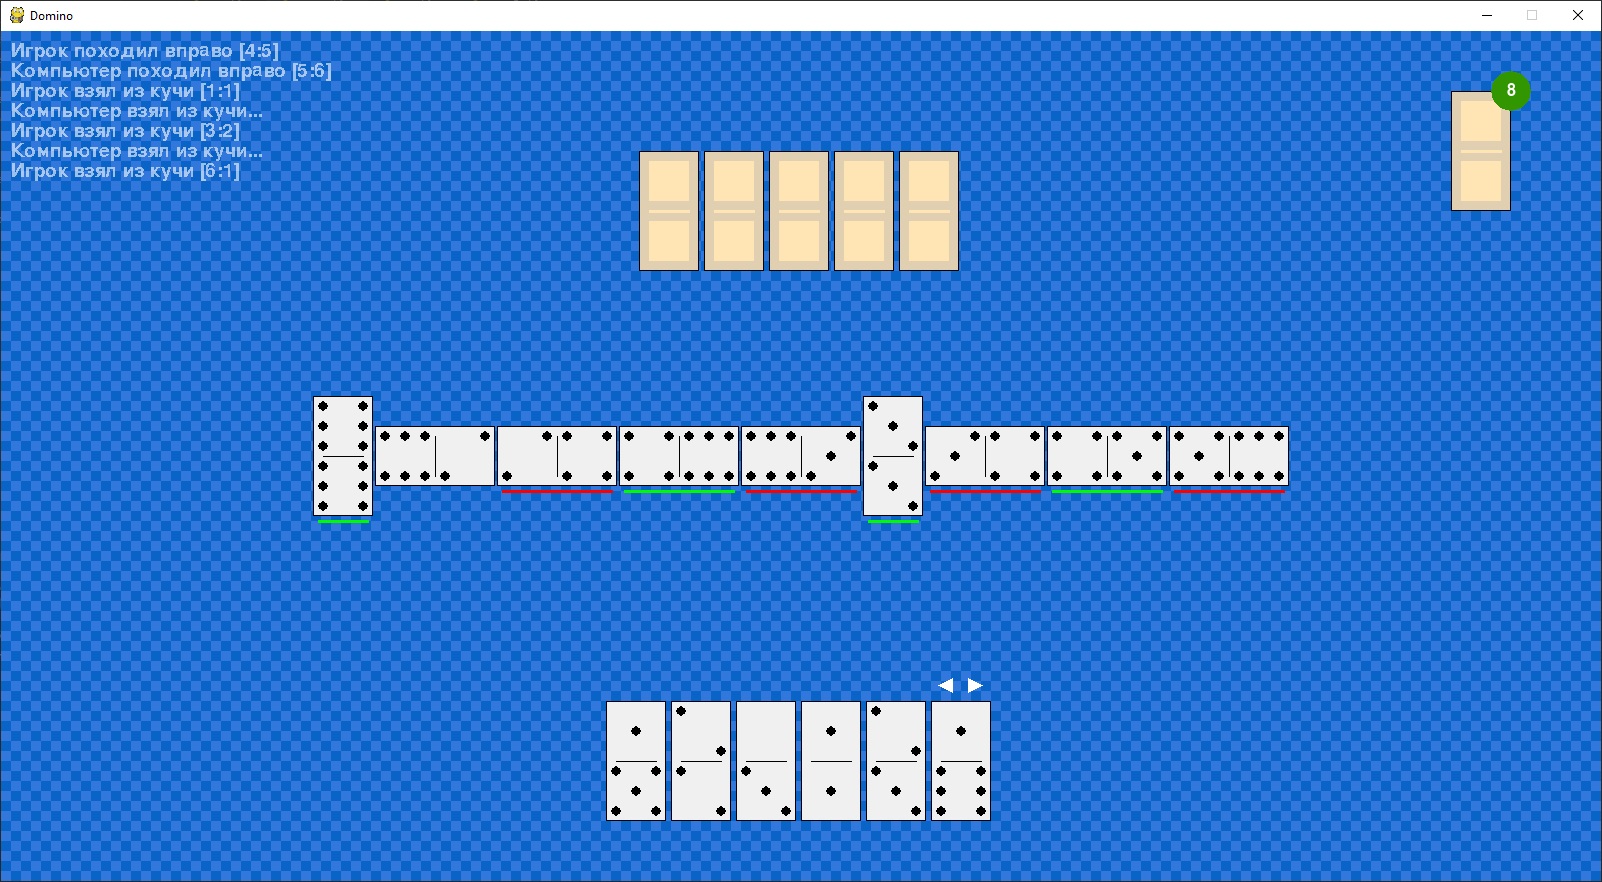 Domino
Игрок походил вправо [4:5]
Компьютер походил вправо [5:6]
Игрок взял из кучи [1:1]
Компьютер взял из кучи...
Игрок взял из кучи [3:2]
Компьютер взял из кучи...
Игрок взял из кучи [6:1]
8